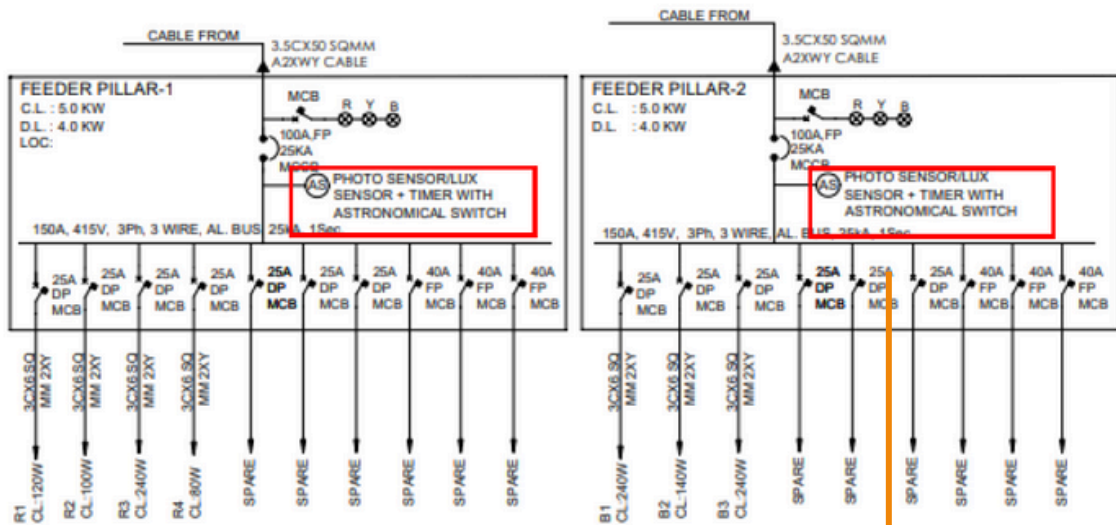 CABLE FROM
3.5CX50 SQMM
A2XWY CABLE
FEEDER PILLAR-1
C.L. : 5.0 KW
D.L. : 4.0 KW
LOC:
MCB
R Y B
100A,FP
25KA
MCCB
AS
PHOTO SENSOR/LUX
SENSOR + TIMER WITH
ASTRONOMICAL SWITCH
150A, 415V, 3Ph, 3 WIRE, AL. BUS, 25kA, 1Sec
25A DP MCB
25A DP MCB
25A DP MCB
25A DP MCB
25A DP MCB
25A DP MCB
25A DP MCB
40A FP MCB
40A FP MCB
40A FP MCB
3CX6 SQ
MM 2XY
3CX6 SQ
MM 2XY
3CX6 SQ
MM 2XY
3CX6 SQ
MM 2XY
R1
CL:120W
R2
CL:100W
R3
CL:240W
R4
CL:80W
SPARE
SPARE
SPARE
SPARE
SPARE
SPARE
CABLE FROM
3.5CX50 SQMM
A2XWY CABLE
FEEDER PILLAR-2
C.L. : 5.0 KW
D.L. : 4.0 KW
MCB
R Y B
100A,FP
25KA
MCCB
AS
PHOTO SENSOR/LUX
SENSOR + TIMER WITH
ASTRONOMICAL SWITCH
150A, 415V, 3Ph, 3 WIRE, AL. BUS, 25kA, 1Sec
25A DP MCB
25A DP MCB
25A DP MCB
25A DP MCB
25A DP MCB
25A DP MCB
40A FP MCB
40A FP MCB
40A FP MCB
3CX6 SQ
MM 2XY
3CX6 SQ
MM 2XY
3CX6 SQ
MM 2XY
B1
CL:240W
B2
CL:140W
B3
CL:240W
SPARE
SPARE
SPARE
SPARE
SPARE
SPARE